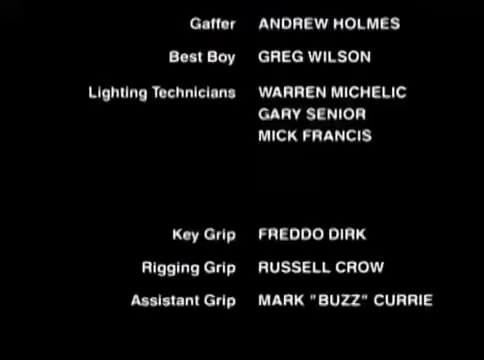 Gaffer ANDREW HOLMES
Best Boy GREG WILSON
Lighting Technicians WARREN MICHELIC
GARY SENIOR
MICK FRANCIS
Key Grip FREDDO DIRK
Rigging Grip RUSSELL CROW
Assistant Grip MARK "BUZZ" CURRIE